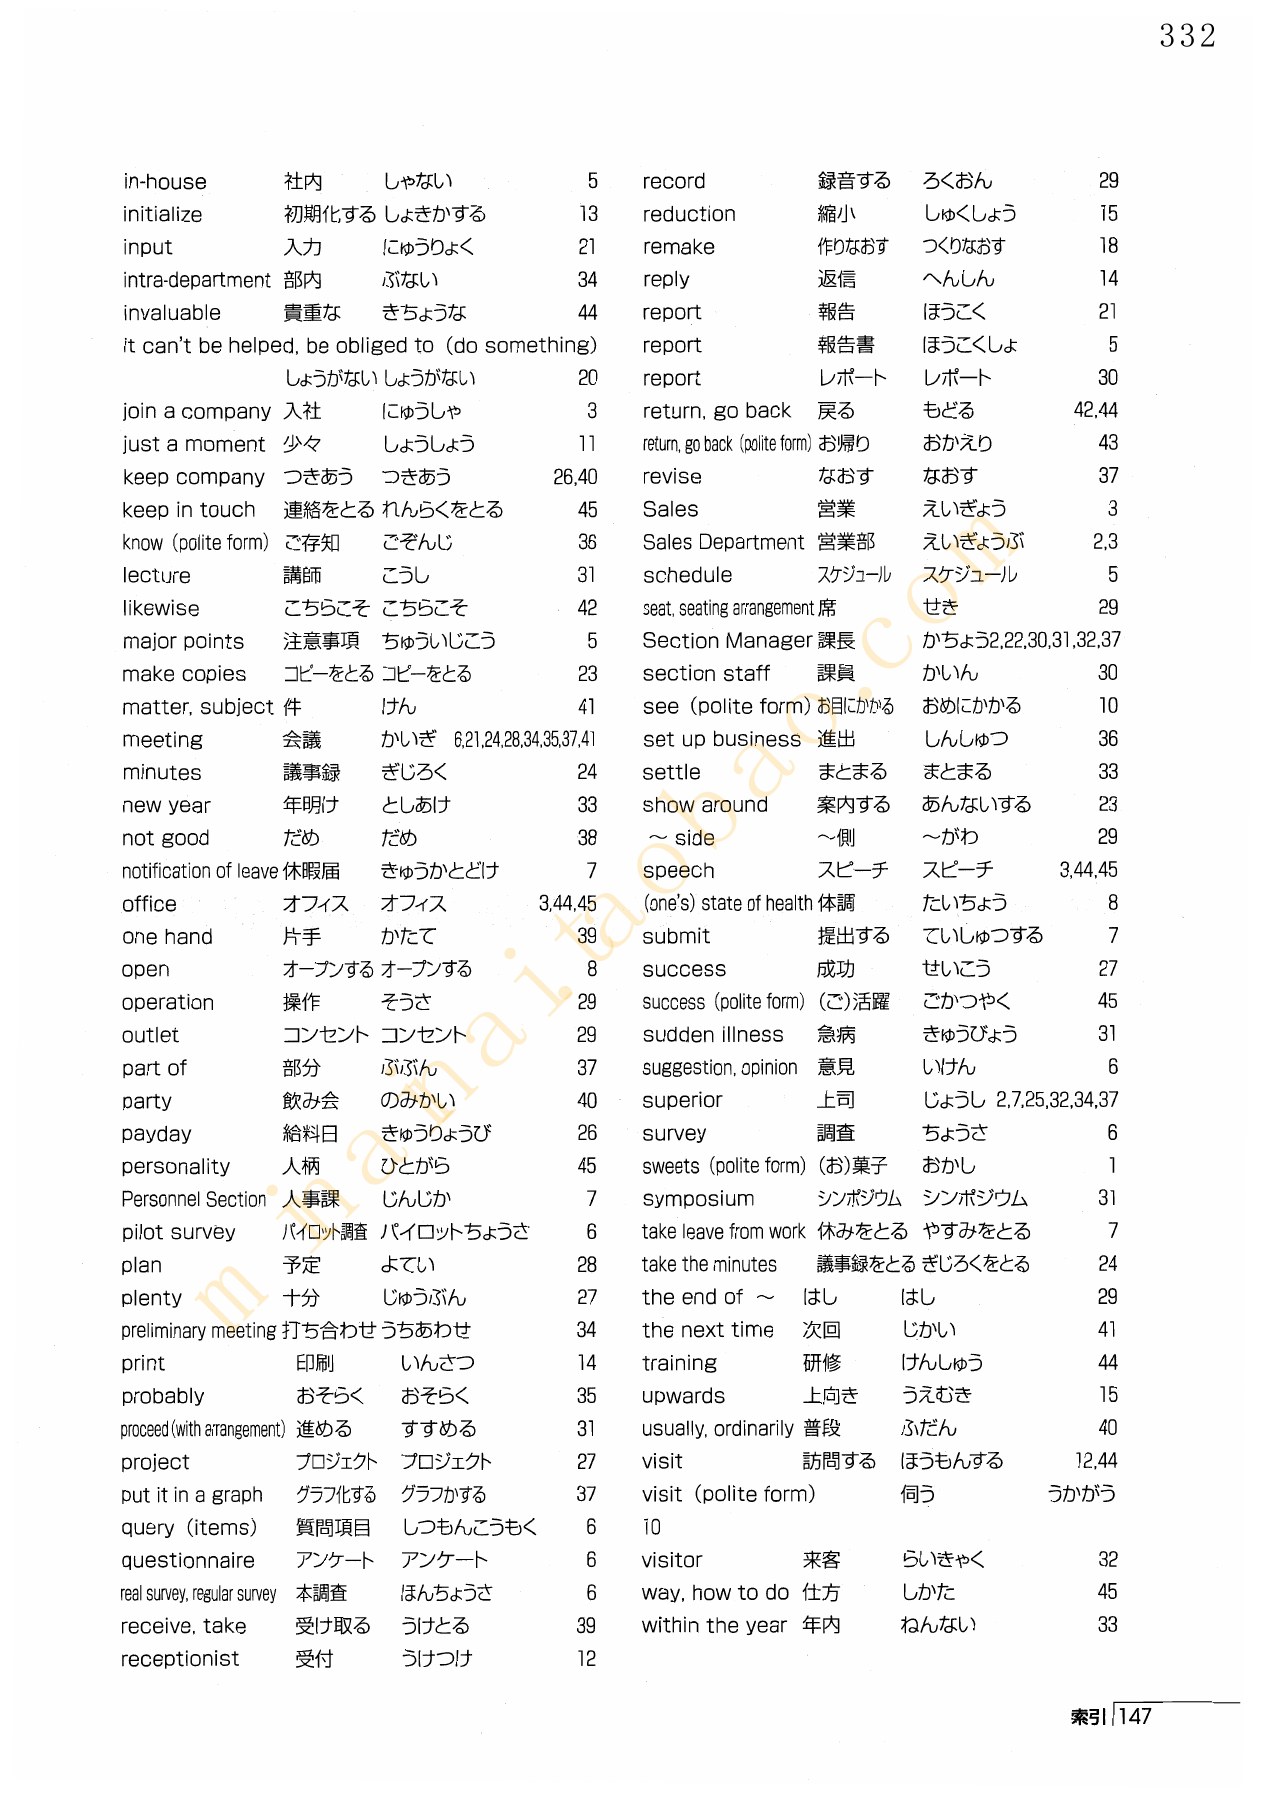 332
in-house 社内 しゃない 5
initialize 初期化する しょきかする 13
input 入力 にゅうりょく 21
intra-department 部内 ぶない 34
invaluable 貴重な きちょうな 44
it can't be helped, be obliged to (do something)
しょうがない しょうがない 20
join a company 入社 にゅうしゃ 3
just a moment 少々 しょうしょう 11
keep company つきあう つきあう 26,40
keep in touch 連絡をとる れんらくをとる 45
know (polite form) ご存知 ごぞんじ 36
lecture 講師 こうし 31
likewise こちらこそ こちらこそ 42
major points 注意事項 ちゅういじこう 5
make copies コピーをとる コピーをとる 23
matter, subject 件 けん 41
meeting 会議 かいぎ 6,21,24,28,34,35,37,41
minutes 議事録 ぎじろく 24
new year 年明け としあけ 33
not good だめ だめ 38
notification of leave 休暇届 きゅうかとどけ 7
office オフィス オフィス 3,44,45
one hand 片手 かたて 39
open オープンする オープンする 8
operation 操作 そうさ 29
outlet コンセント コンセント 29
part of 部分 ぶぶん 37
party 飲み会 のみかい 40
payday 給料日 きゅうりょうび 26
personality 人柄 ひとがら 45
Personnel Section 人事課 じんじか 7
pilot survey パイロット調査 パイロットちょうさ 6
plan 予定 よてい 28
plenty 十分 じゅうぶん 27
preliminary meeting 打ち合わせ うちあわせ 34
print 印刷 いんさつ 14
probably おそらく おそらく 35
proceed (with arrangement) 進める すすめる 31
project プロジェクト プロジェクト 27
put it in a graph グラフ化する グラフかする 37
query (items) 質問項目 しつもんこうもく 6
questionnaire アンケート アンケート 6
real survey, regular survey 本調査 ほんちょうさ 6
receive, take 受け取る うけとる 39
receptionist 受付 うけつけ 12
record 録音する ろくおん 29
reduction 縮小 しゅくしょう 15
remake 作りなおす つくりなおす 18
reply 返信 へんしん 14
report 報告 ほうこく 21
report 報告書 ほうこくしょ 5
report レポート レポート 30
return, go back 戻る もどる 42,44
return, go back (polite form) お帰り おかえり 43
revise なおす なおす 37
Sales 営業 えいぎょう 3
Sales Department 営業部 えいぎょうぶ 2,3
schedule スケジュール スケジュール 5
seat, seating arrangement 席 せき 29
Section Manager 課長 かちょう 2,22,30,31,32,37
section staff 課員 かいん 30
see (polite form) お目にかかる おめにかかる 10
set up business 進出 しんしゅつ 36
settle まとまる まとまる 33
show around 案内する あんないする 23
～ side ～側 ～がわ 29
speech スピーチ スピーチ 3,44,45
(one's) state of health 体調 たいちょう 8
submit 提出する ていしゅつする 7
success 成功 せいこう 27
success (polite form) (ご)活躍 ごかつやく 45
sudden illness 急病 きゅうびょう 31
suggestion, opinion 意見 いけん 6
superior 上司 じょうし 2,7,25,32,34,37
survey 調査 ちょうさ 6
sweets (polite form) (お)菓子 おかし 1
symposium シンポジウム シンポジウム 31
take leave from work 休みをとる やすみをとる 7
take the minutes 議事録をとる ぎじろくをとる 24
the end of ～ はし はし 29
the next time 次回 じかい 41
training 研修 けんしゅう 44
upwards 上向き うえむき 15
usually, ordinarily 普段 ふだん 40
visit 訪問する ほうもんする 12,44
visit (polite form) 伺う うかがう
10
visitor 来客 らいきゃく 32
way, how to do 仕方 しかた 45
within the year 年内 ねんない 33
minanai.taobao.com
索引 147